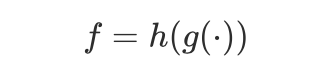 f = h(g(·))